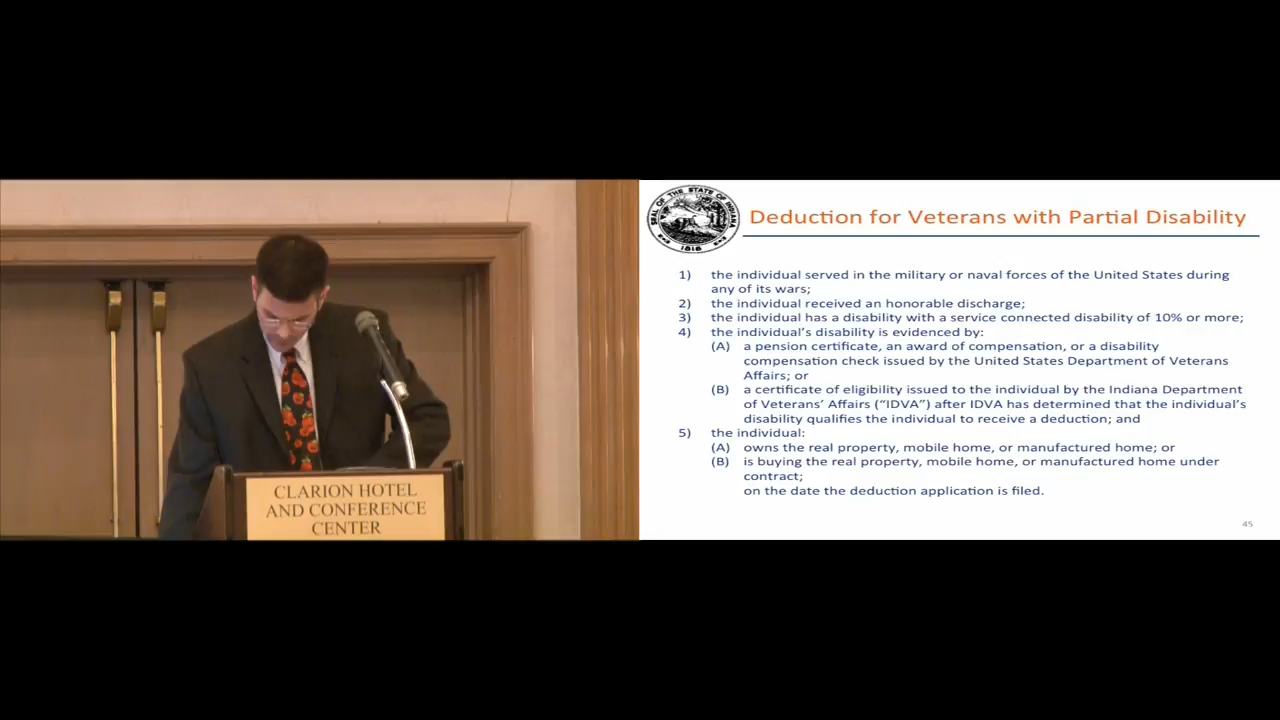 CLARION HOTEL
AND CONFERENCE
CENTER
SEAL OF THE STATE OF INDIANA
1816
Deduction for Veterans with Partial Disability
1) the individual served in the military or naval forces of the United States during
any of its wars;
2) the individual received an honorable discharge;
3) the individual has a disability with a service connected disability of 10% or more;
4) the individual's disability is evidenced by:
(A) a pension certificate, an award of compensation, or a disability
compensation check issued by the United States Department of Veterans
Affairs; or
(B) a certificate of eligibility issued to the individual by the Indiana Department
of Veterans' Affairs ("IDVA") after IDVA has determined that the individual's
disability qualifies the individual to receive a deduction; and
5) the individual:
(A) owns the real property, mobile home, or manufactured home; or
(B) is buying the real property, mobile home, or manufactured home under
contract;
on the date the deduction application is filed.
45